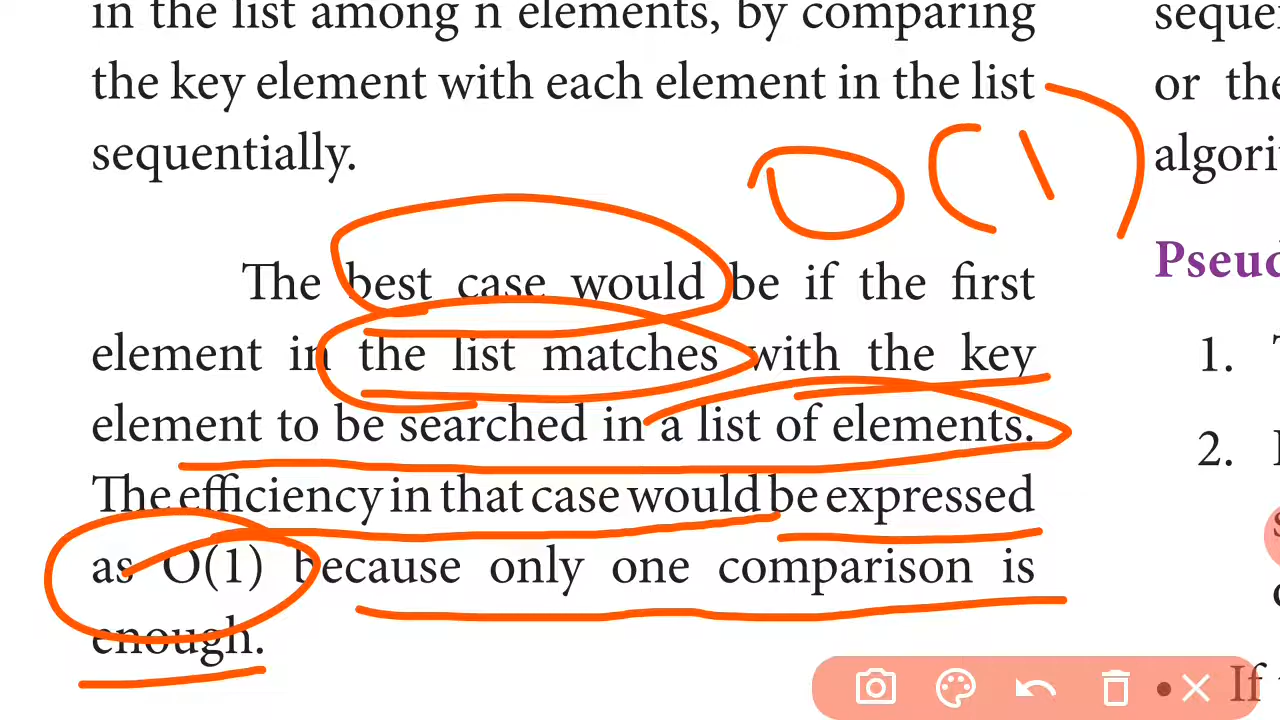 in the list among n elements, by comparing
the key element with each element in the list
sequentially.
O(1)
The best case would be if the first
element in the list matches with the key
element to be searched in a list of elements.
The efficiency in that case would be expressed
as O(1) because only one comparison is
enough.
or the
Pseud
1.
2.
If